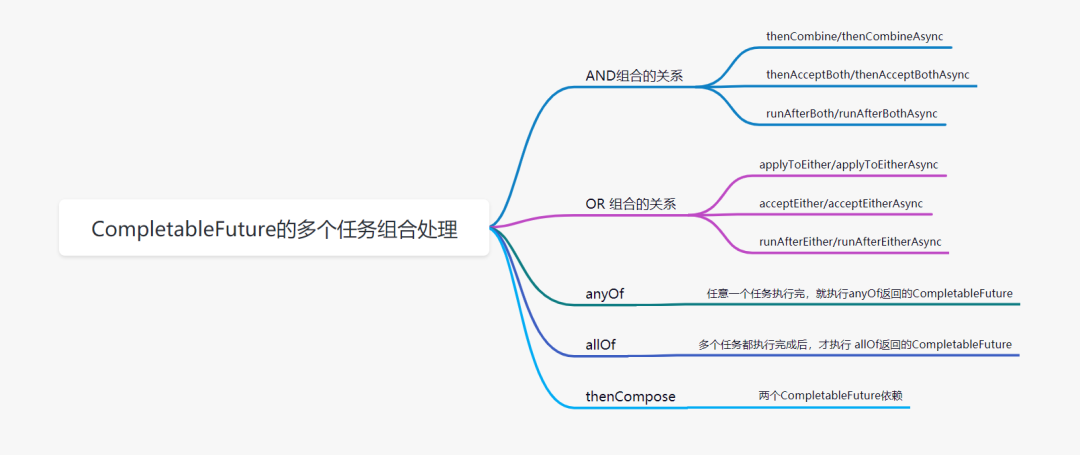 CompletableFuture的多个任务组合处理
AND组合的关系
thenCombine/thenCombineAsync
thenAcceptBoth/thenAcceptBothAsync
runAfterBoth/runAfterBothAsync
OR 组合的关系
applyToEither/applyToEitherAsync
acceptEither/acceptEitherAsync
runAfterEither/runAfterEitherAsync
anyOf
任意一个任务执行完，就执行anyOf返回的CompletableFuture
allOf
多个任务都执行完成后，才执行 allOf返回的CompletableFuture
thenCompose
两个CompletableFuture依赖